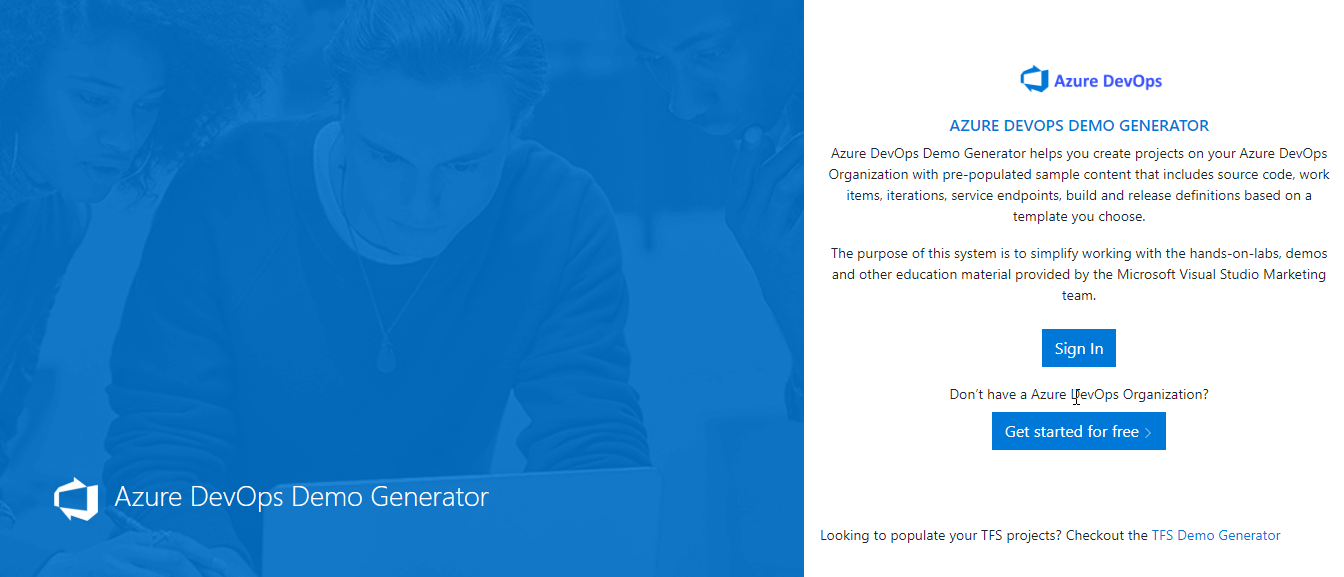 Azure DevOps Demo Generator
Azure DevOps
AZURE DEVOPS DEMO GENERATOR
Azure DevOps Demo Generator helps you create projects on your Azure DevOps
Organization with pre-populated sample content that includes source code, work
items, iterations, service endpoints, build and release definitions based on a
template you choose.
The purpose of this system is to simplify working with the hands-on-labs, demos
and other education material provided by the Microsoft Visual Studio Marketing
team.
Sign In
Don't have a Azure DevOps Organization?
Get started for free >
Looking to populate your TFS projects? Checkout the TFS Demo Generator